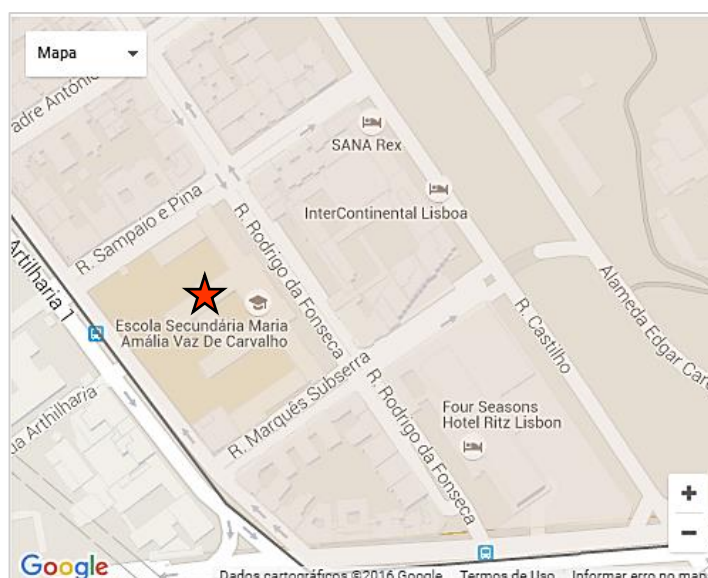 Mapa
adre António
SANA Rex
InterContinental Lisboa
R. Sampaio e Pina
R. Rodrigo da Fonseca
Artilharia 1
Escola Secundária Maria
Amália Vaz De Carvalho
R. Castilho
Alameda Edgar Car
R. Marquês Subserra
R. Rodrigo da Fonseca
ua Arthilharia
Four Seasons
Hotel Ritz Lisbon
+
−
Google
Dados cartográficos ©2016 Google Termos de Uso Informar erro no map